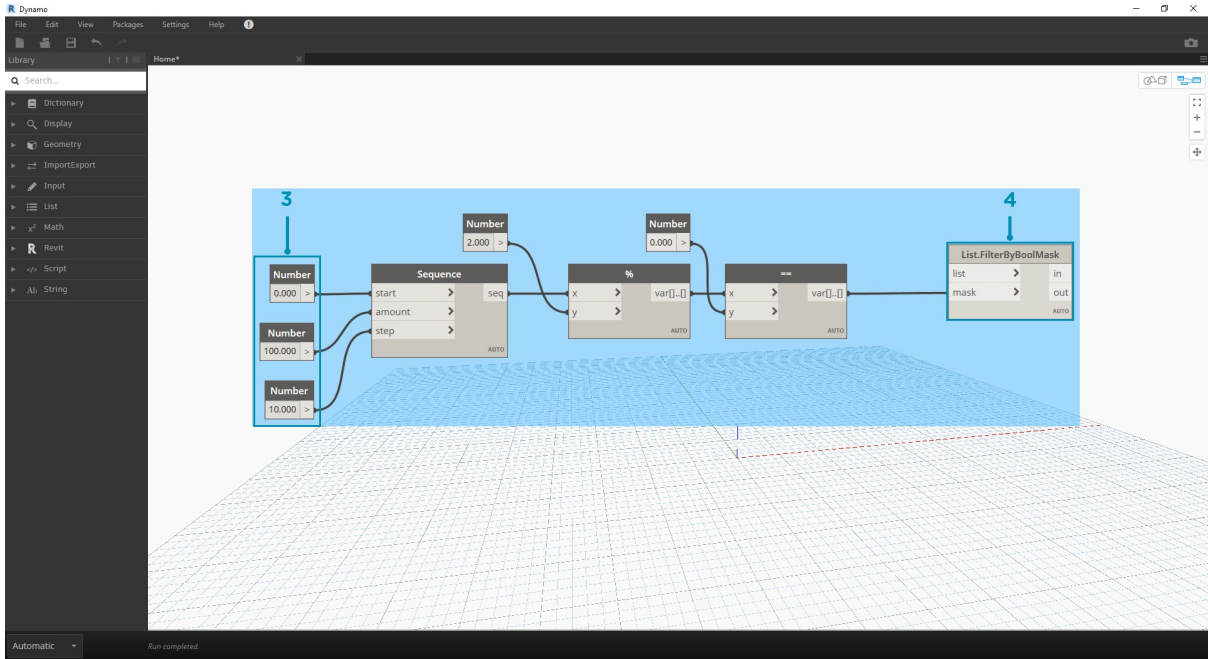 R Dynamo
File Edit View Packages Settings Help !
Library
Home*
Search...
Dictionary
Display
Geometry
ImportExport
Input
List
x² Math
R Revit
</> Script
Ab String
3
4
Number
2.000 >
Number
0.000 >
Number
0.000 >
Number
100.000 >
Number
10.000 >
Sequence
start > seq
amount >
step >
AUTO
%
x > var[]..[]
y >
AUTO
==
x > var[]..[]
y >
AUTO
List.FilterByBoolMask
list > in
mask > out
AUTO
Automatic
Run completed.